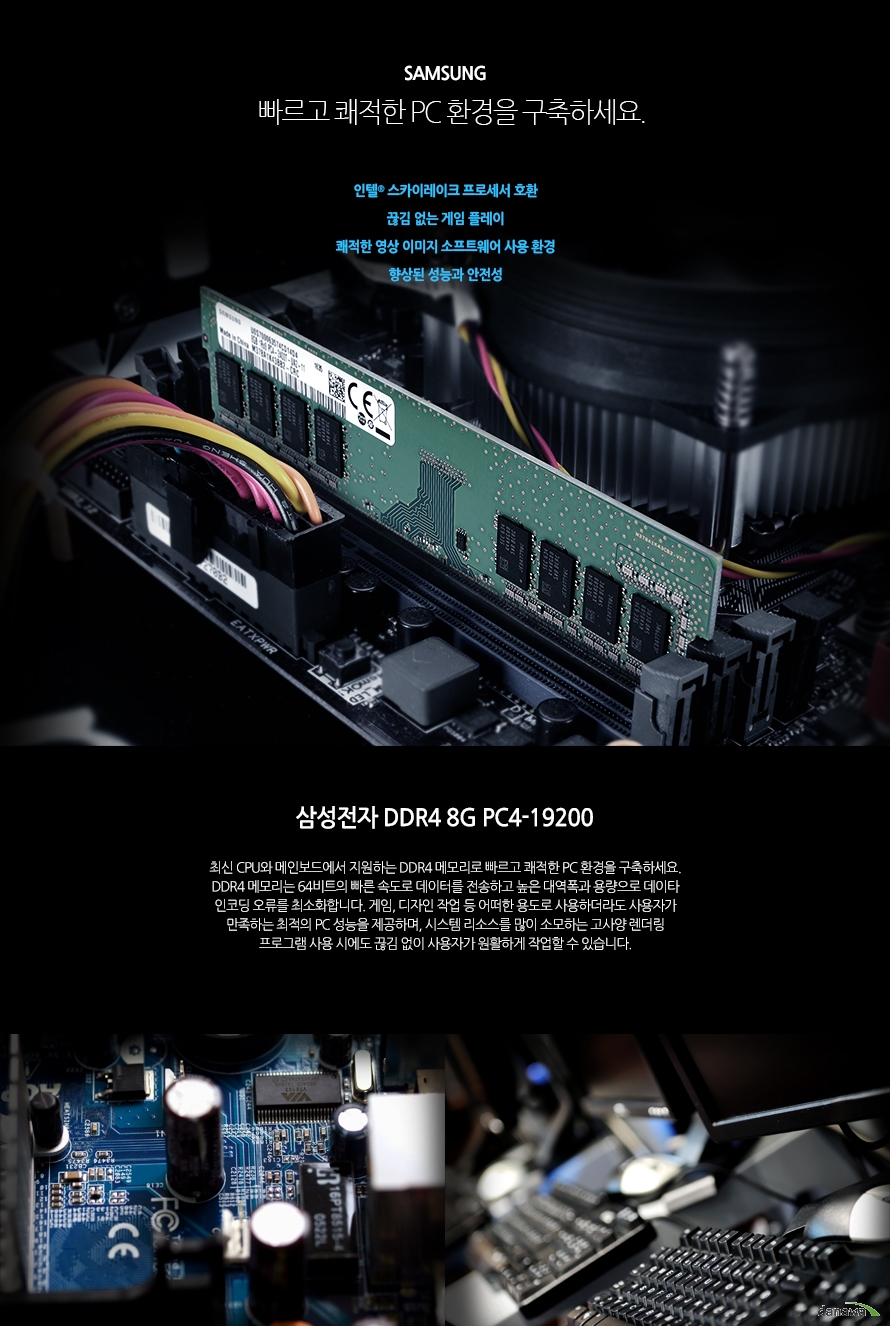 SAMSUNG
빠르고 쾌적한 PC 환경을 구축하세요.
인텔® 스카이레이크 프로세서 호환
끊김 없는 게임 플레이
쾌적한 영상 이미지 소프트웨어 사용 환경
향상된 성능과 안전성
SAMSUNG
Made in China
CE
EATXPWR
삼성전자 DDR4 8G PC4-19200
최신 CPU와 메인보드에서 지원하는 DDR4 메모리로 빠르고 쾌적한 PC 환경을 구축하세요.
DDR4 메모리는 64비트의 빠른 속도로 데이터를 전송하고 높은 대역폭과 용량으로 데이타
인코딩 오류를 최소화합니다. 게임, 디자인 작업 등 어떠한 용도로 사용하더라도 사용자가
만족하는 최적의 PC 성능을 제공하며, 시스템 리소스를 많이 소모하는 고사양 렌더링
프로그램 사용 시에도 끊김 없이 사용자가 원활하게 작업할 수 있습니다.
VIA
FC
CE
danawa